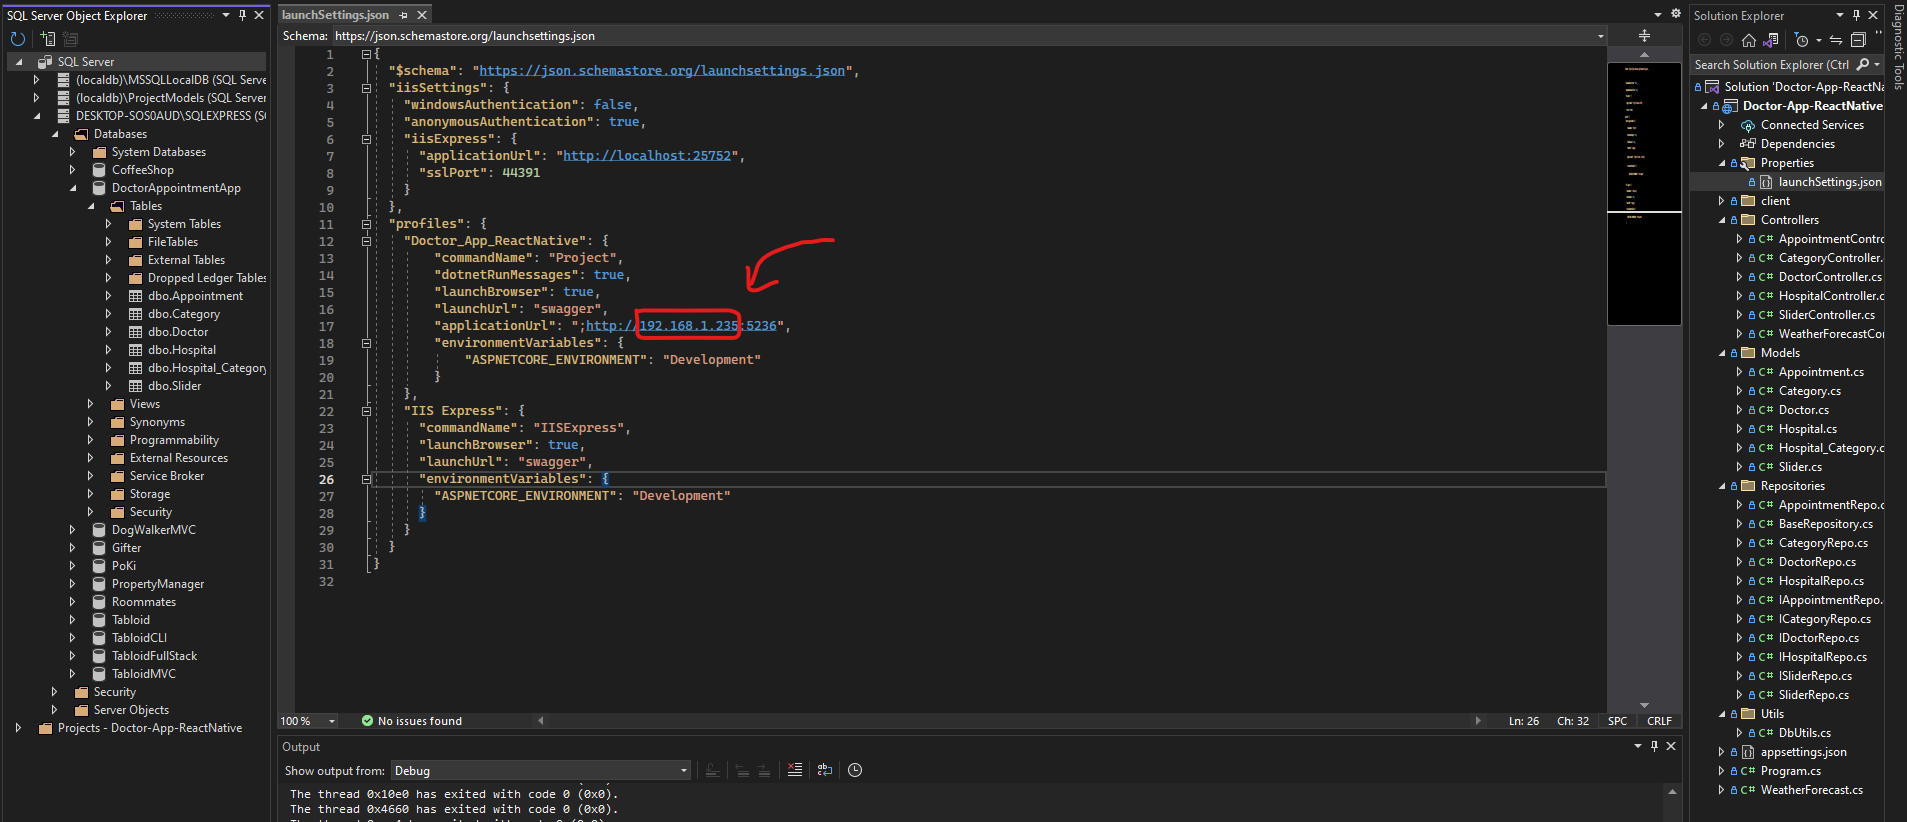 SQL Server Object Explorer
SQL Server
(localdb)\MSSQLLocalDB (SQL Serve
(localdb)\ProjectModels (SQL Server
DESKTOP-SOS0AUD\SQLEXPRESS (SC
Databases
System Databases
CoffeeShop
DoctorAppointmentApp
Tables
System Tables
FileTables
External Tables
Dropped Ledger Tables
dbo.Appointment
dbo.Category
dbo.Doctor
dbo.Hospital
dbo.Hospital_Category
dbo.Slider
Views
Synonyms
Programmability
External Resources
Service Broker
Storage
Security
DogWalkerMVC
Gifter
PoKi
PropertyManager
Roommates
Tabloid
TabloidCLI
TabloidFullStack
TabloidMVC
Security
Server Objects
Projects - Doctor-App-ReactNative
launchSettings.json
Schema: https://json.schemastore.org/launchsettings.json
1 {
2 "$schema": "https://json.schemastore.org/launchsettings.json",
3 "iisSettings": {
4 "windowsAuthentication": false,
5 "anonymousAuthentication": true,
6 "iisExpress": {
7 "applicationUrl": "http://localhost:25752",
8 "sslPort": 44391
9 }
10 },
11 "profiles": {
12 "Doctor_App_ReactNative": {
13 "commandName": "Project",
14 "dotnetRunMessages": true,
15 "launchBrowser": true,
16 "launchUrl": "swagger",
17 "applicationUrl": ";http://192.168.1.235:5236",
18 "environmentVariables": {
19 "ASPNETCORE_ENVIRONMENT": "Development"
20 }
21 },
22 "IIS Express": {
23 "commandName": "IISExpress",
24 "launchBrowser": true,
25 "launchUrl": "swagger",
26 "environmentVariables": {
27 "ASPNETCORE_ENVIRONMENT": "Development"
28 }
29 }
30 }
31 }
32
100 % No issues found Ln: 26 Ch: 32 SPC CRLF
Output
Show output from: Debug
The thread 0x10e0 has exited with code 0 (0x0).
The thread 0x4660 has exited with code 0 (0x0).
Solution Explorer
Search Solution Explorer (Ctrl
Solution 'Doctor-App-ReactNa
Doctor-App-ReactNative
Connected Services
Dependencies
Properties
launchSettings.json
client
Controllers
AppointmentContro
CategoryController.
DoctorController.cs
HospitalController.c
SliderController.cs
WeatherForecastCo
Models
Appointment.cs
Category.cs
Doctor.cs
Hospital.cs
Hospital_Category.c
Slider.cs
Repositories
AppointmentRepo.c
BaseRepository.cs
CategoryRepo.cs
DoctorRepo.cs
HospitalRepo.cs
IAppointmentRepo.
ICategoryRepo.cs
IDoctorRepo.cs
IHospitalRepo.cs
ISliderRepo.cs
SliderRepo.cs
Utils
DbUtils.cs
appsettings.json
Program.cs
WeatherForecast.cs
Diagnostic Tools